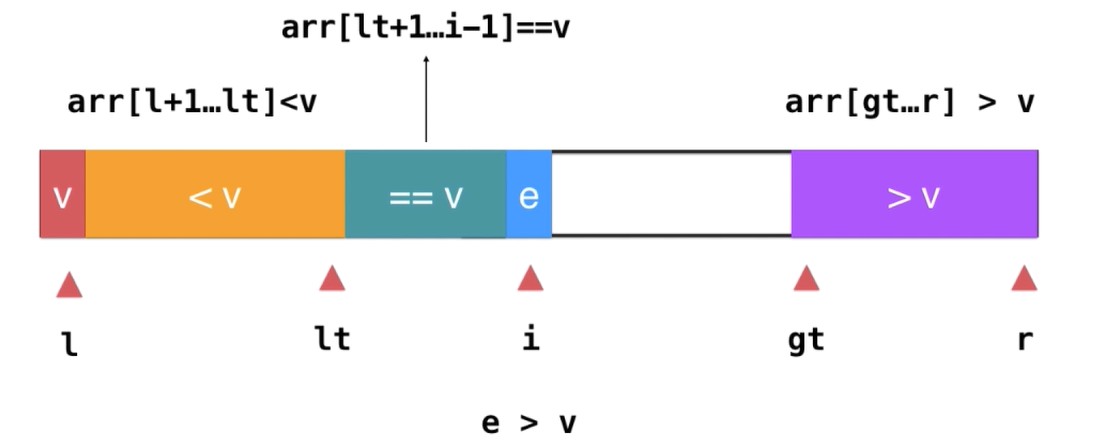 arr[lt+1…i-1]==v
arr[l+1…lt]<v
arr[gt…r] > v
v < v == v e > v
l lt i gt r
e > v